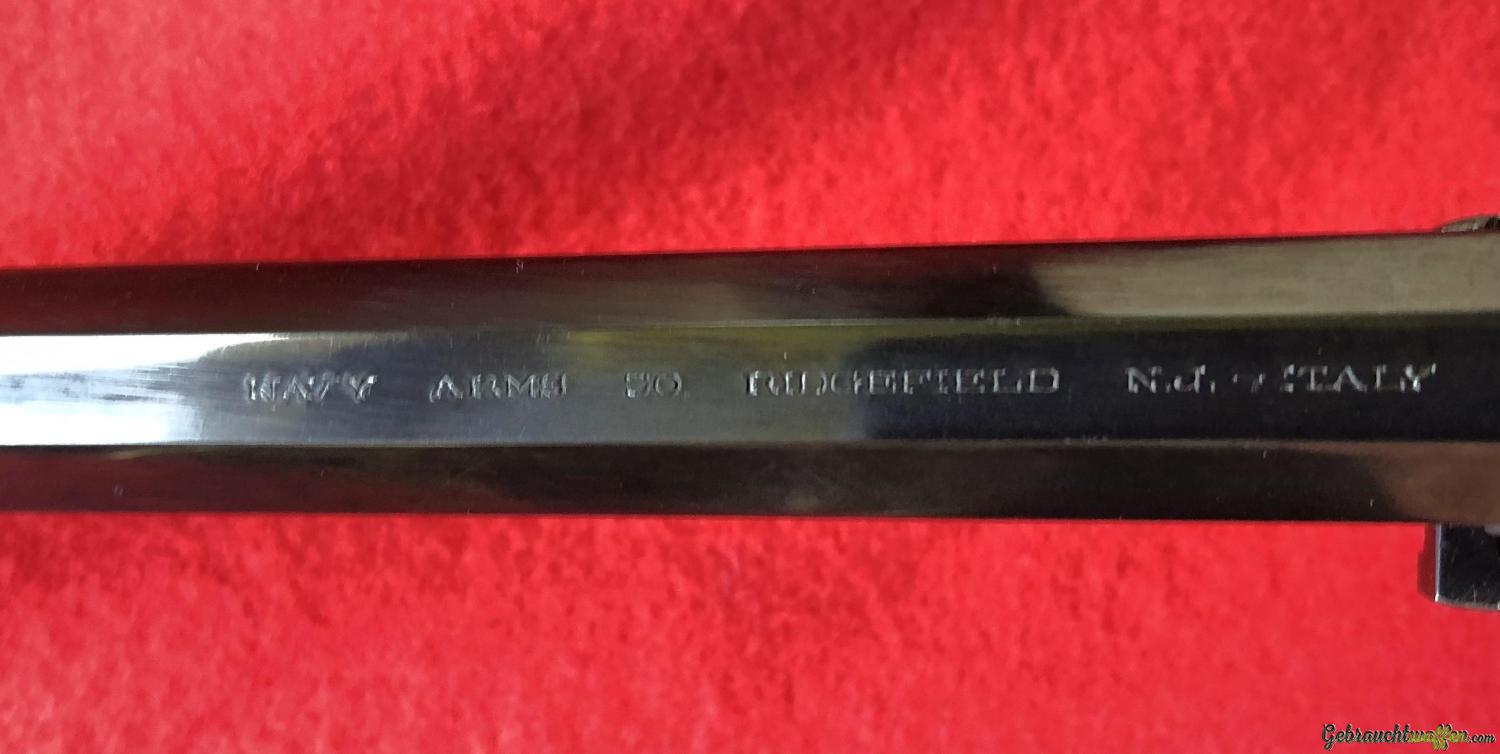 NAVY ARMS CO. RIDGEFIELD N.J. - ITALY
Gebrauchtwaffen.com